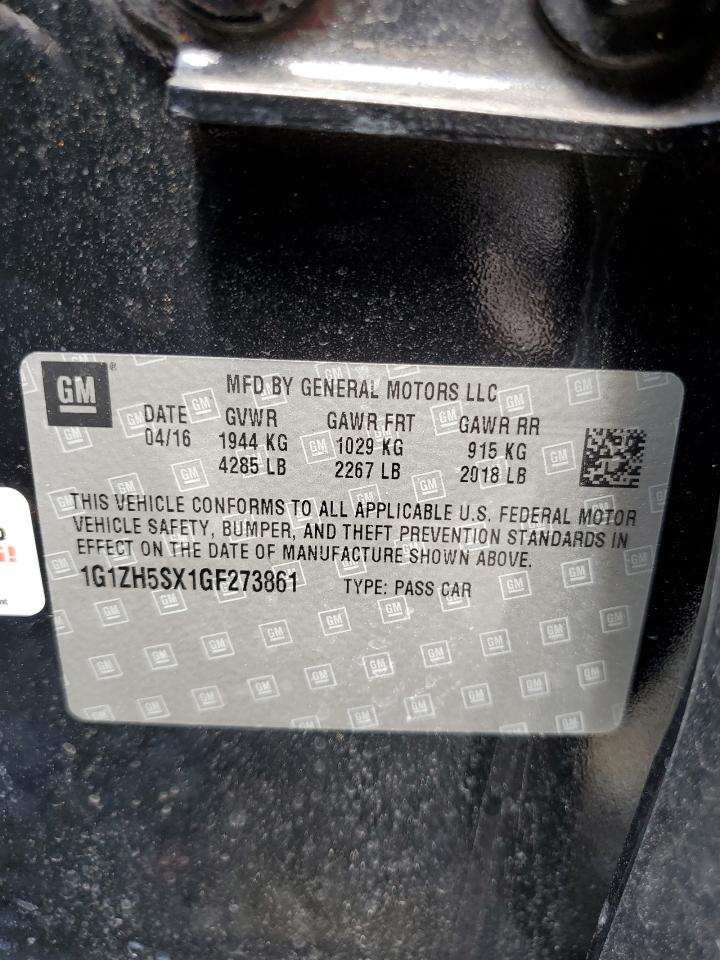 GM
MFD BY GENERAL MOTORS LLC
DATE GVWR GAWR FRT GAWR RR
04/16 1944 KG 1029 KG 915 KG
4285 LB 2267 LB 2018 LB
THIS VEHICLE CONFORMS TO ALL APPLICABLE U.S. FEDERAL MOTOR
VEHICLE SAFETY, BUMPER, AND THEFT PREVENTION STANDARDS IN
EFFECT ON THE DATE OF MANUFACTURE SHOWN ABOVE.
1G1ZH5SX1GF273861 TYPE: PASS CAR